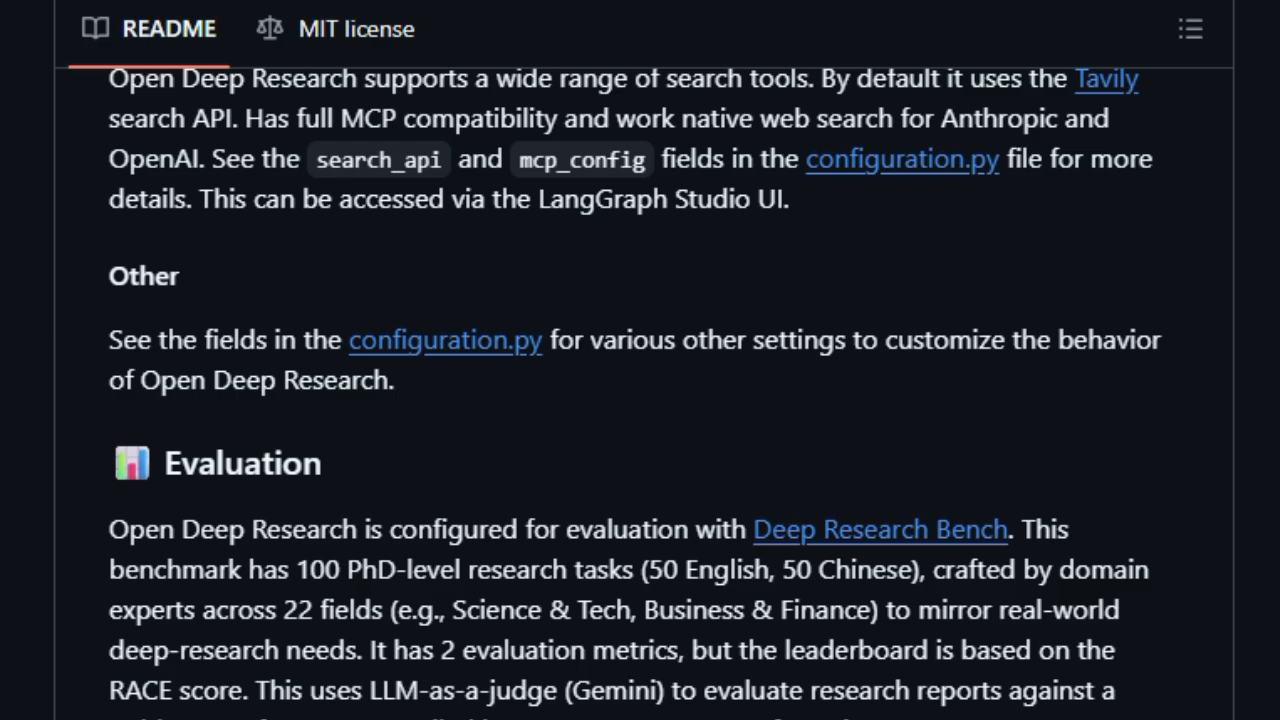 README MIT license
Open Deep Research supports a wide range of search tools. By default it uses the Tavily
search API. Has full MCP compatibility and work native web search for Anthropic and
OpenAI. See the search_api and mcp_config fields in the configuration.py file for more
details. This can be accessed via the LangGraph Studio UI.
Other
See the fields in the configuration.py for various other settings to customize the behavior
of Open Deep Research.
Evaluation
Open Deep Research is configured for evaluation with Deep Research Bench. This
benchmark has 100 PhD-level research tasks (50 English, 50 Chinese), crafted by domain
experts across 22 fields (e.g., Science & Tech, Business & Finance) to mirror real-world
deep-research needs. It has 2 evaluation metrics, but the leaderboard is based on the
RACE score. This uses LLM-as-a-judge (Gemini) to evaluate research reports against a